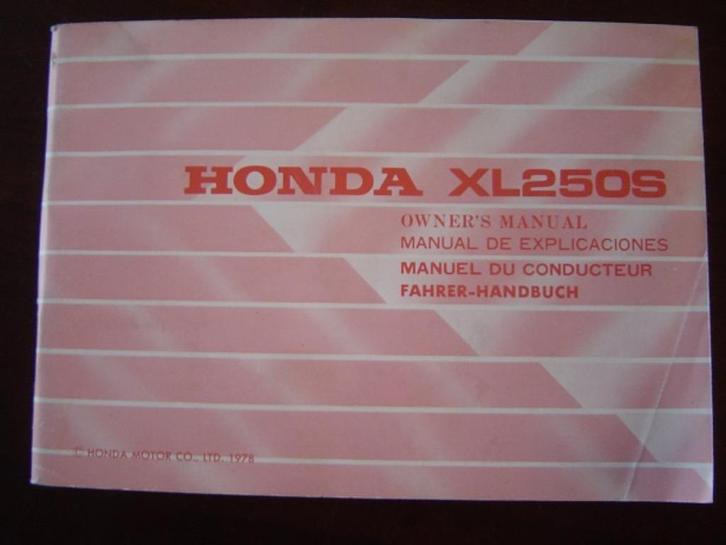 HONDA XL250S
OWNER'S MANUAL
MANUAL DE EXPLICACIONES
MANUEL DU CONDUCTEUR
FAHRER-HANDBUCH
© HONDA MOTOR CO., LTD. 1978